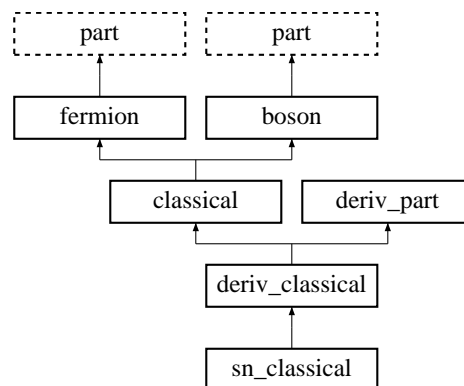 part part
fermion boson
classical deriv_part
deriv_classical
sn_classical